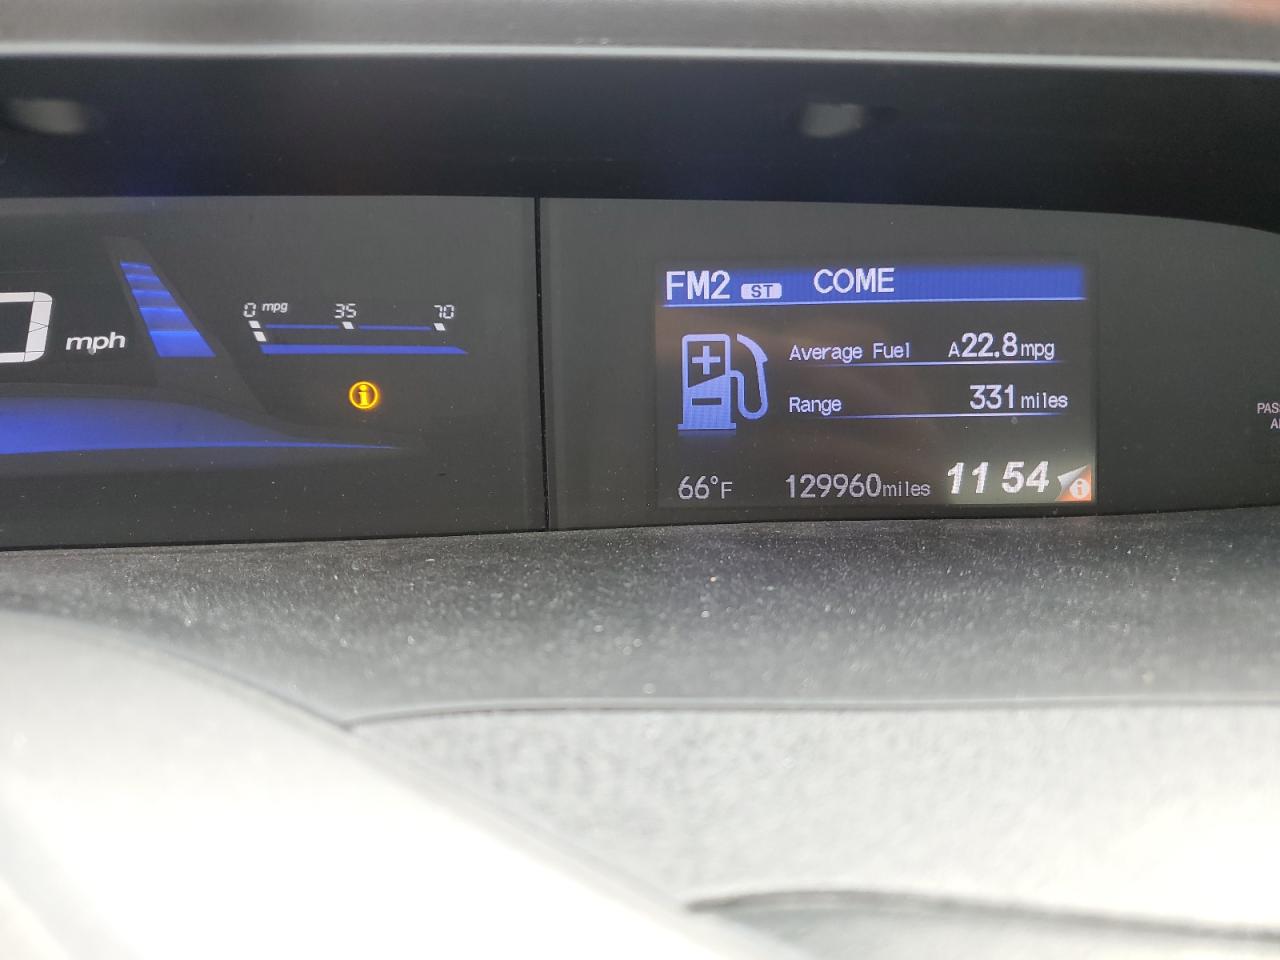 FM2 ST COME
0 mpg 35 70
mph
Average Fuel A22.8mpg
Range 331 miles
66°F 129960miles 11 54